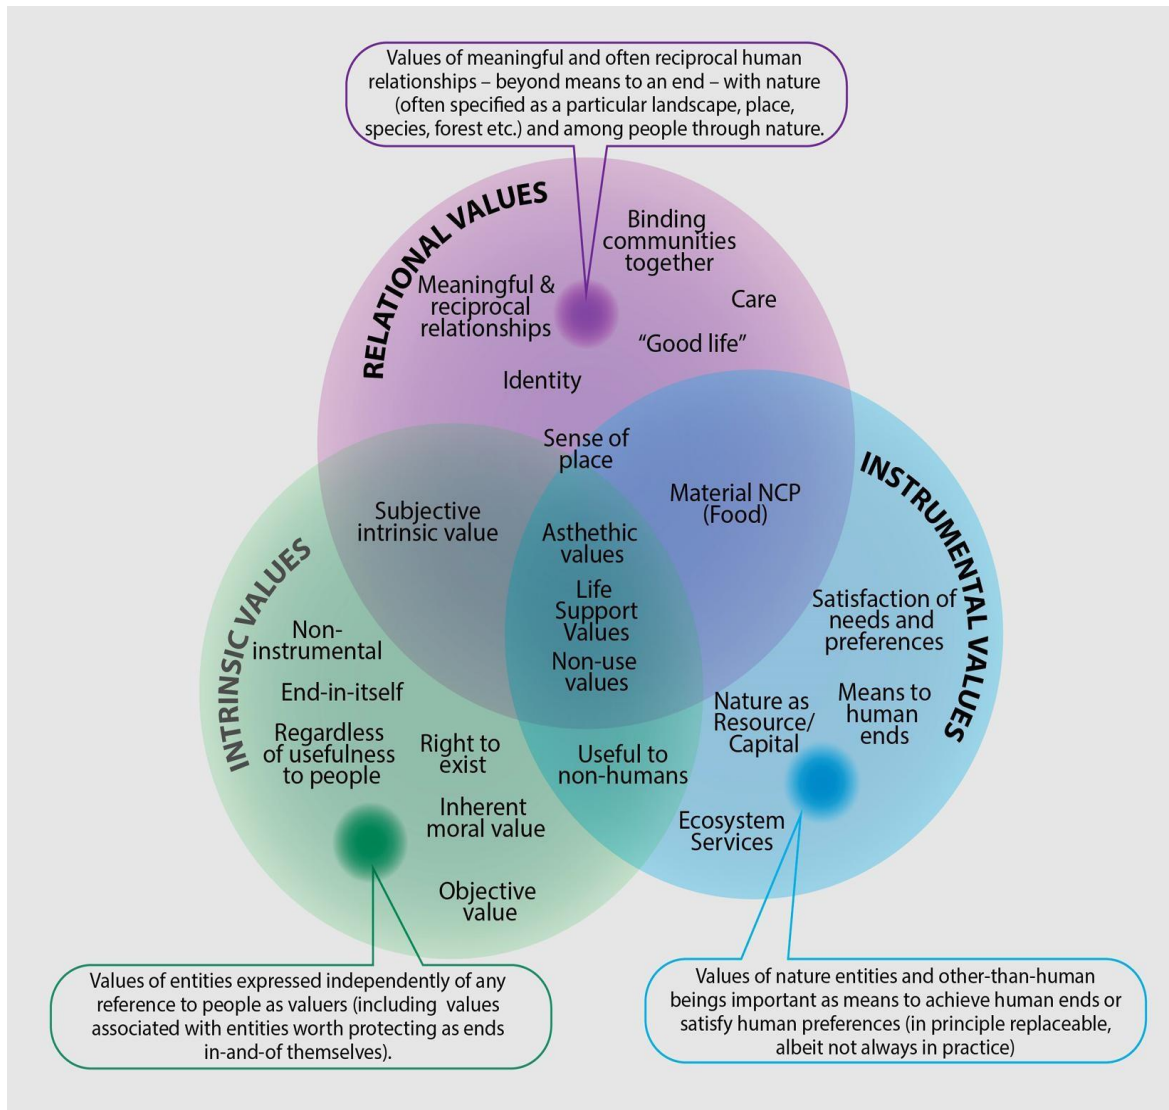 Values of meaningful and often reciprocal human
relationships – beyond means to an end – with nature
(often specified as a particular landscape, place,
species, forest etc.) and among people through nature.
RELATIONAL VALUES
Binding
communities
together
Meaningful &
reciprocal
relationships
Care
“Good life”
Identity
Sense of
place
INSTRUMENTAL VALUES
Material NCP
(Food)
Subjective
intrinsic value
Asthethic
values
Life
Support
Values
Non-use
values
INTRINSIC VALUES
Non-
instrumental
End-in-itself
Regardless
of usefulness
to people
Right to
exist
Inherent
moral value
Objective
value
Useful to
non-humans
Satisfaction of
needs and
preferences
Nature as
Resource/
Capital
Means to
human
ends
Ecosystem
Services
Values of entities expressed independently of any
reference to people as valuers (including values
associated with entities worth protecting as ends
in-and-of themselves).
Values of nature entities and other-than-human
beings important as means to achieve human ends or
satisfy human preferences (in principle replaceable,
albeit not always in practice)